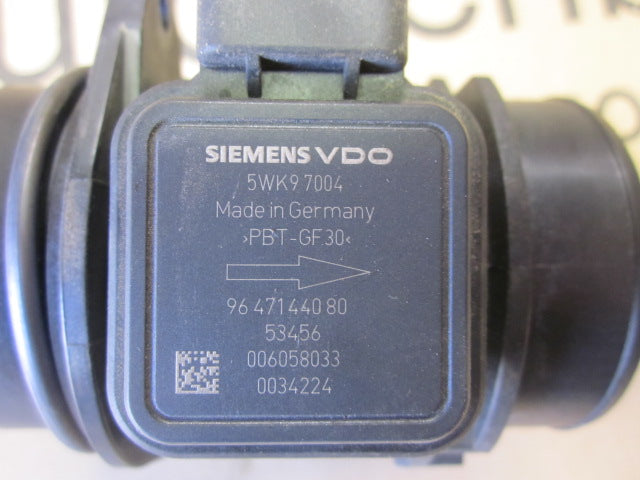 SIEMENS VDO
5WK9 7004
Made in Germany
>PBT-GF30<
96 471 440 80
53456
006058033
0034224